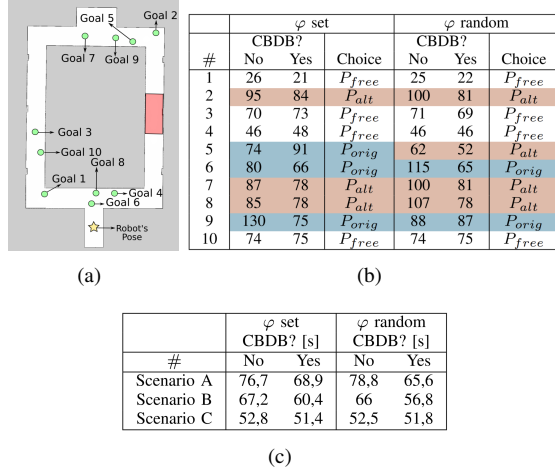 Goal 5
Goal 2
Goal 7
Goal 9
Goal 3
Goal 10
Goal 8
Goal 1
Goal 4
Goal 6
Robot's
Pose
(a)
φ set φ random
CBDB? CBDB?
# No Yes Choice No Yes Choice
1 26 21 P_free 25 22 P_free
2 95 84 P_alt 100 81 P_alt
3 70 73 P_free 71 69 P_free
4 46 48 P_free 46 46 P_free
5 74 91 P_orig 62 52 P_alt
6 80 66 P_orig 115 65 P_orig
7 87 78 P_alt 100 81 P_alt
8 85 78 P_alt 107 78 P_alt
9 130 75 P_orig 88 87 P_orig
10 74 75 P_free 74 75 P_free
(b)
φ set φ random
CBDB? [s] CBDB? [s]
# No Yes No Yes
Scenario A 76,7 68,9 78,8 65,6
Scenario B 67,2 60,4 66 56,8
Scenario C 52,8 51,4 52,5 51,8
(c)